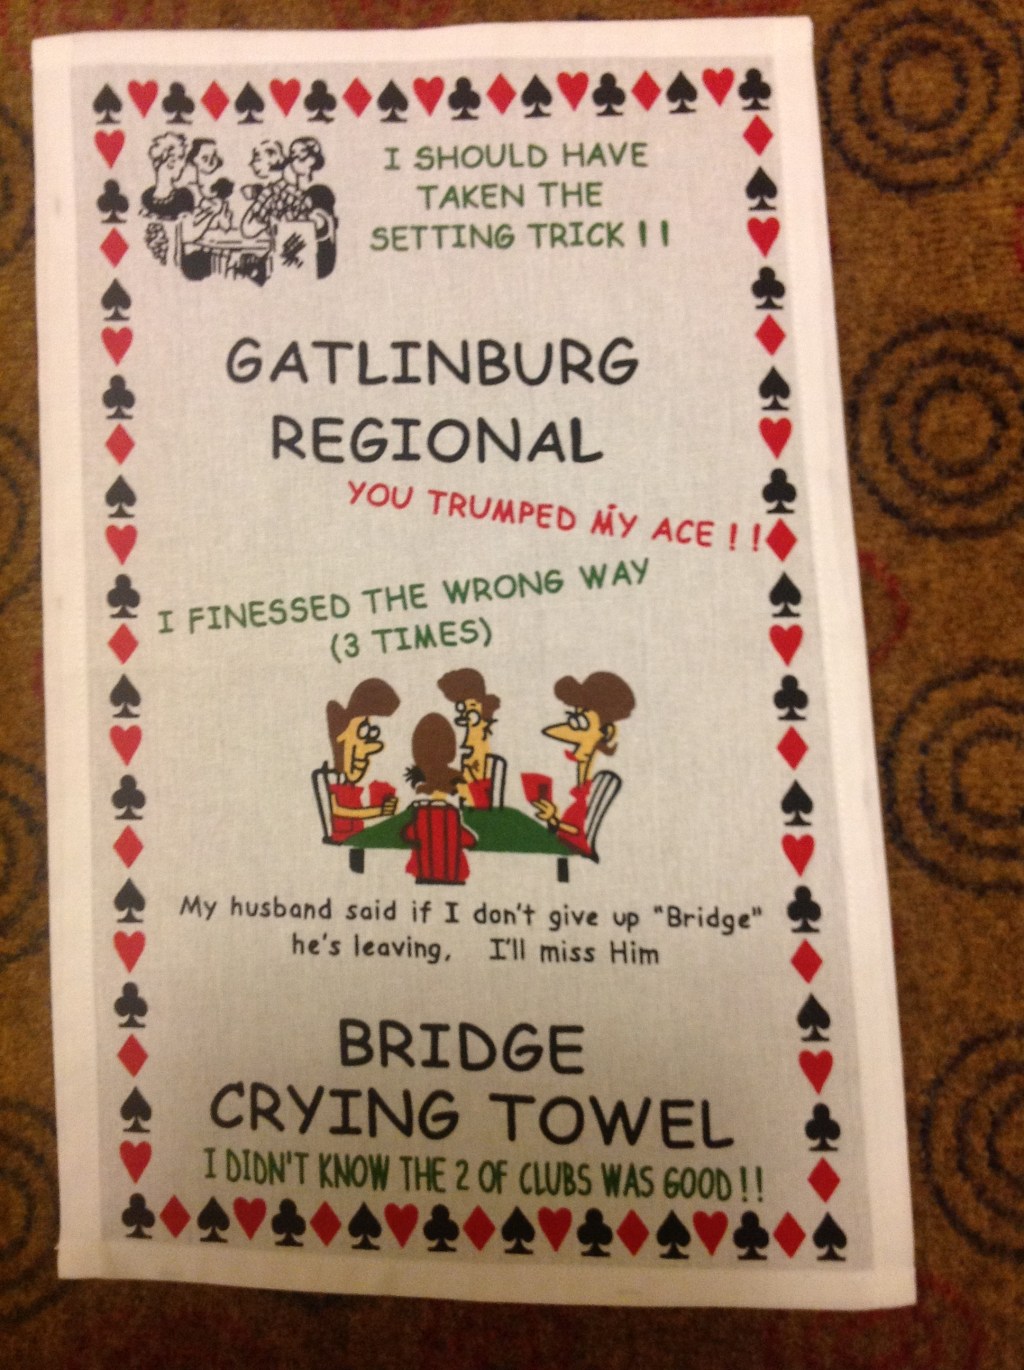 I SHOULD HAVE
TAKEN THE
SETTING TRICK ! !
GATLINBURG
REGIONAL
YOU TRUMPED MY ACE ! !
I FINESSED THE WRONG WAY
(3 TIMES)
My husband said if I don't give up "Bridge"
he's leaving, I'll miss Him
BRIDGE
CRYING TOWEL
I DIDN'T KNOW THE 2 OF CLUBS WAS GOOD ! !